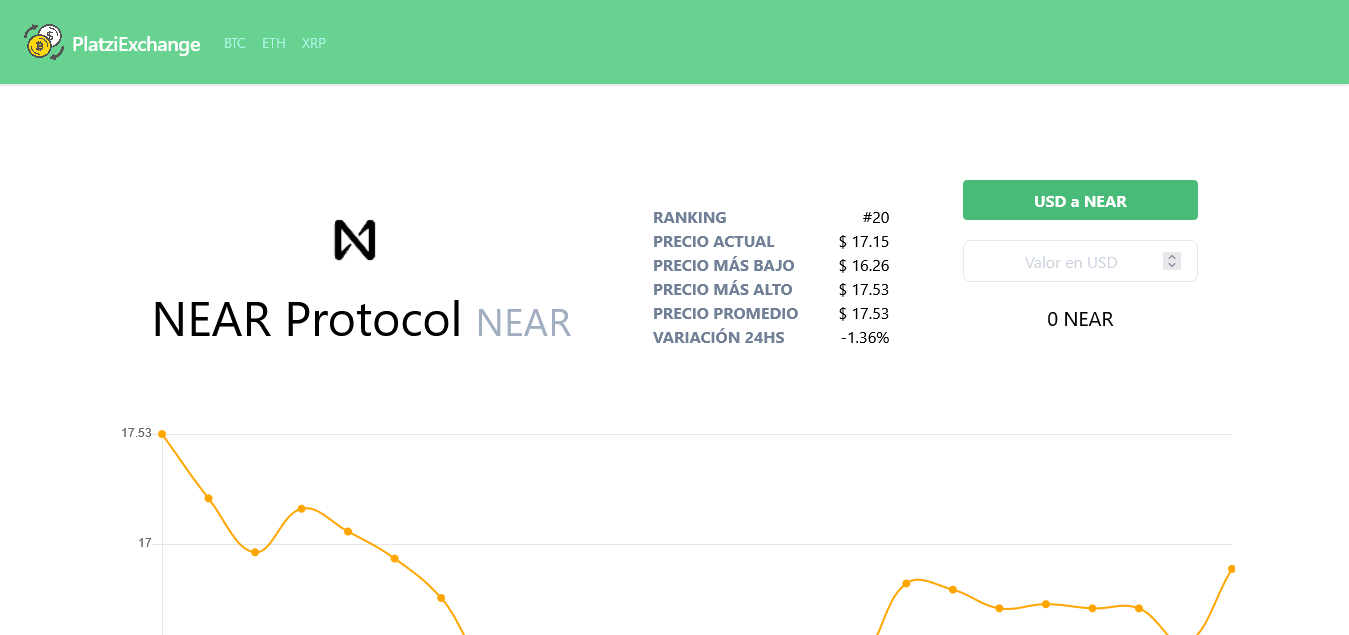 PlatziExchange BTC ETH XRP
NEAR Protocol NEAR
RANKING #20
PRECIO ACTUAL $ 17.15
PRECIO MÁS BAJO $ 16.26
PRECIO MÁS ALTO $ 17.53
PRECIO PROMEDIO $ 17.53
VARIACIÓN 24HS -1.36%
USD a NEAR
Valor en USD
0 NEAR
17.53
17